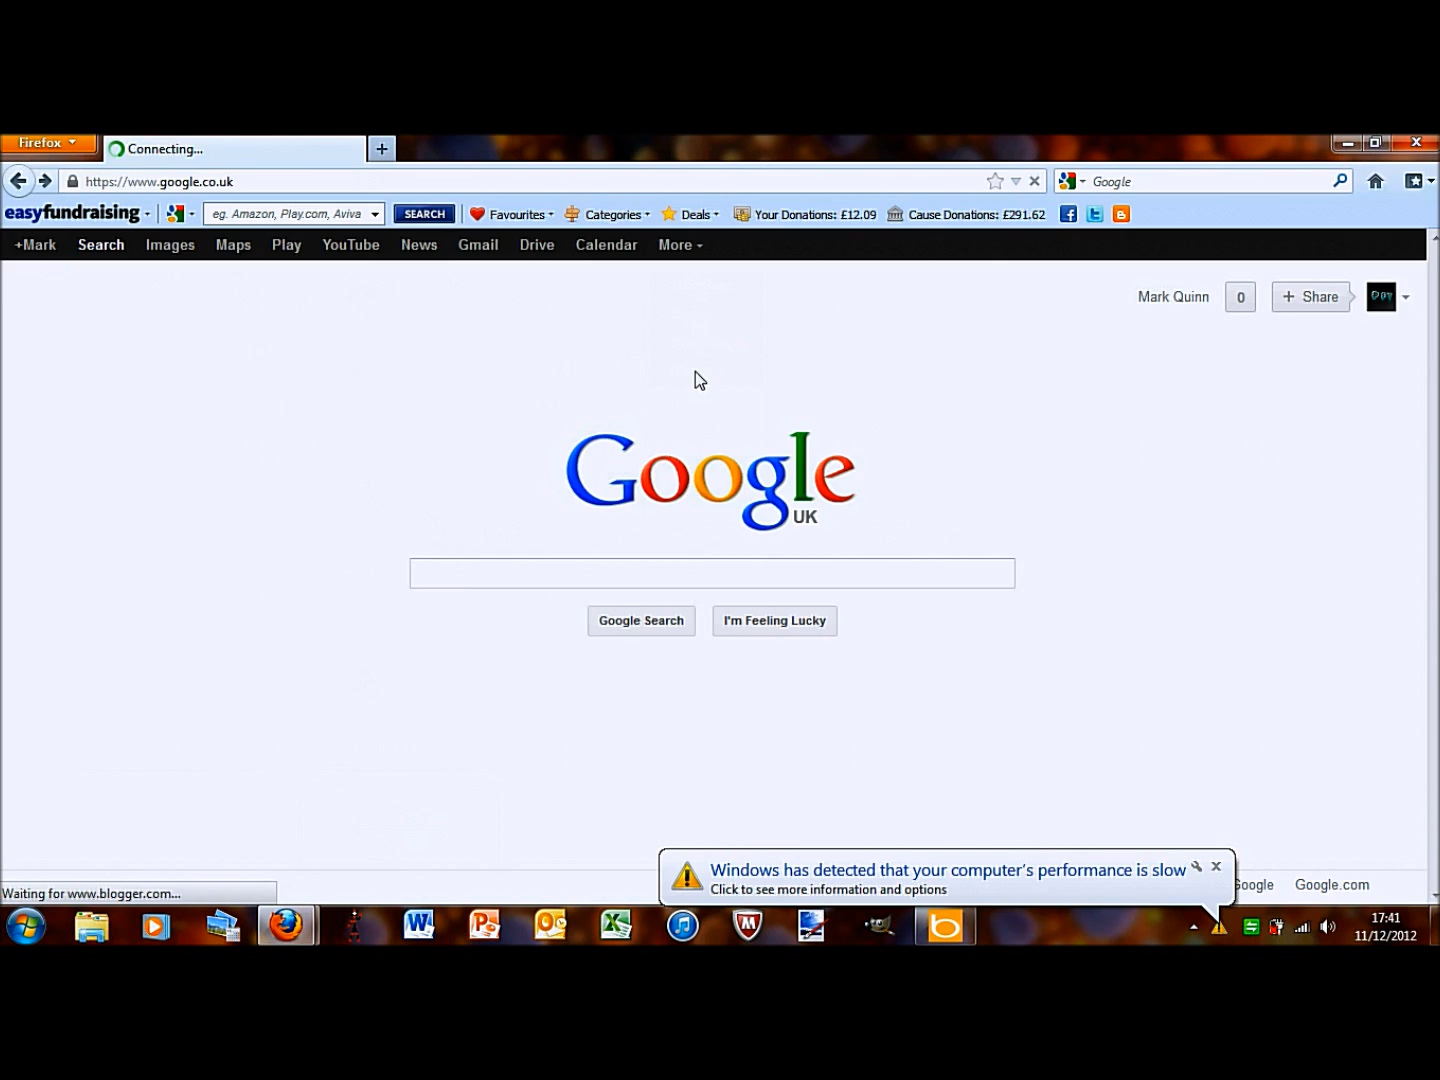 Firefox
Connecting...
+
https://www.google.co.uk
Google
easyfundraising
eg. Amazon, Play.com, Aviva
SEARCH
Favourites
Categories
Deals
Your Donations: £12.09
Cause Donations: £291.62
+Mark Search Images Maps Play YouTube News Gmail Drive Calendar More
Mark Quinn 0 + Share
Google
UK
Google Search
I'm Feeling Lucky
Windows has detected that your computer's performance is slow
Click to see more information and options
Google.com
Waiting for www.blogger.com...
17:41
11/12/2012